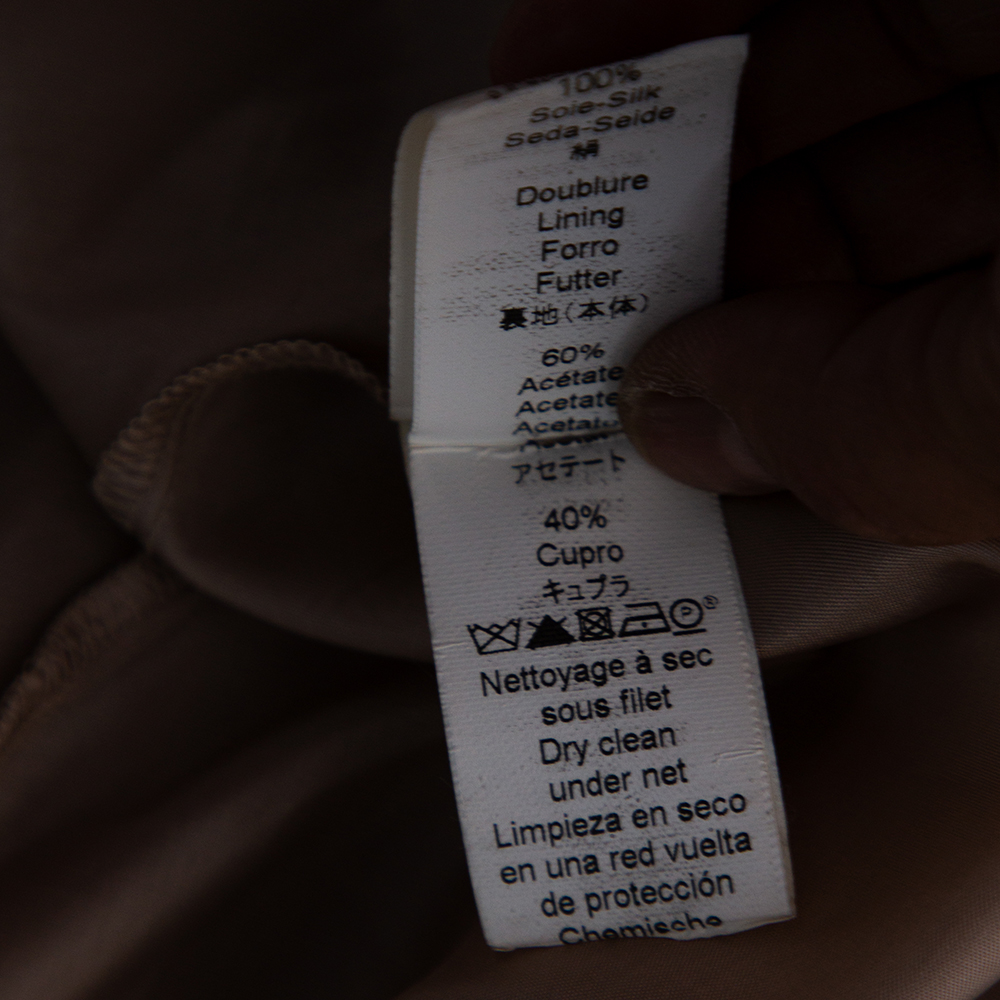 100%
Soie-Silk
Seda-Seide
絹
Doublure
Lining
Forro
Futter
裏地(本体)
60%
Acétate
Acetate
Acetato
アセテート
40%
Cupro
キュプラ
P ®
Nettoyage à sec
sous filet
Dry clean
under net
Limpieza en seco
en una red vuelta
de protección
Chemische